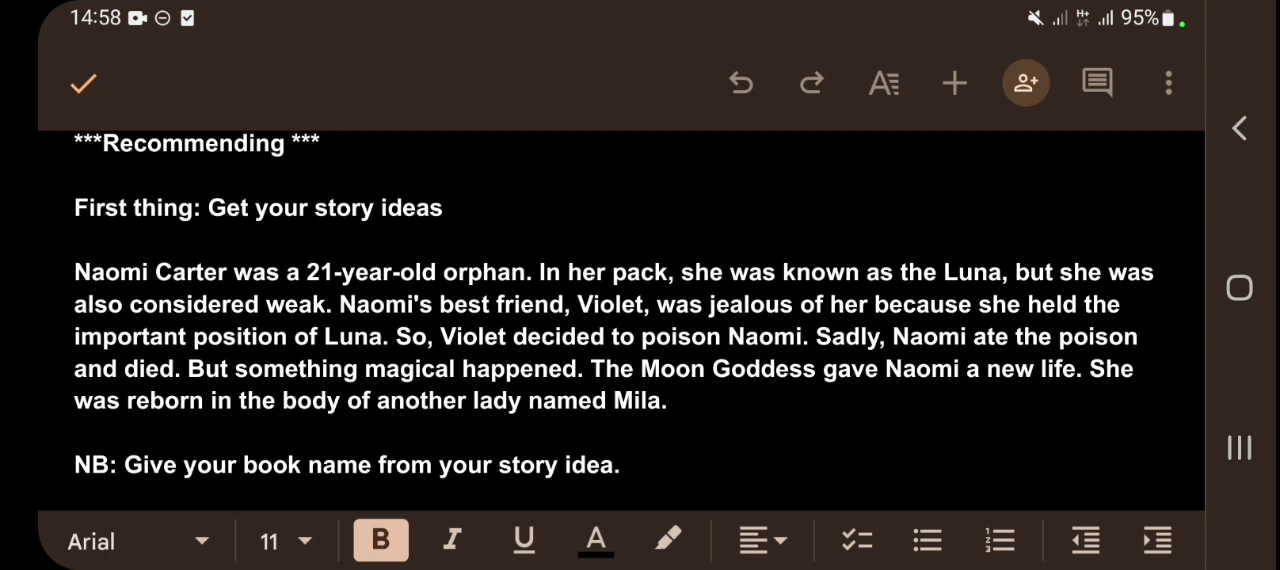 14:58 H+ 95%
***Recommending ***
First thing: Get your story ideas
Naomi Carter was a 21-year-old orphan. In her pack, she was known as the Luna, but she was
also considered weak. Naomi's best friend, Violet, was jealous of her because she held the
important position of Luna. So, Violet decided to poison Naomi. Sadly, Naomi ate the poison
and died. But something magical happened. The Moon Goddess gave Naomi a new life. She
was reborn in the body of another lady named Mila.
NB: Give your book name from your story idea.
Arial 11 B I U A